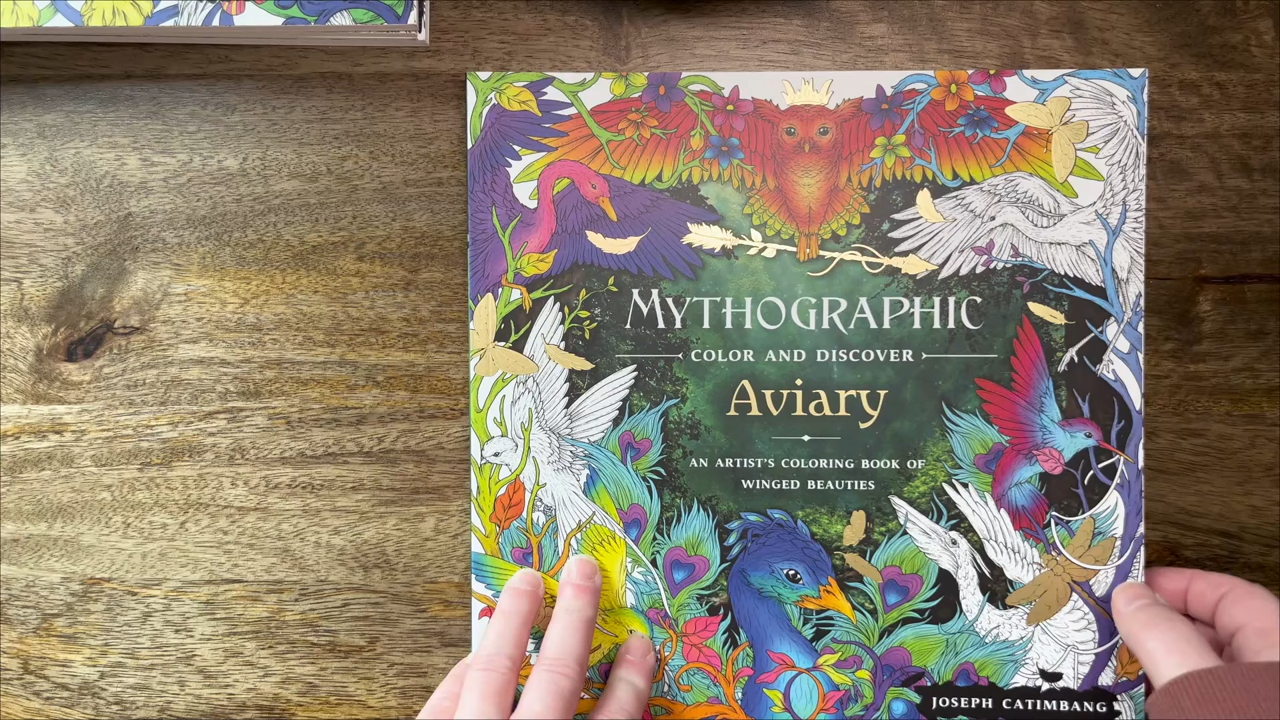 MYTHOGRAPHIC
COLOR AND DISCOVER
Aviary
AN ARTIST'S COLORING BOOK OF
WINGED BEAUTIES
JOSEPH CATIMBANG